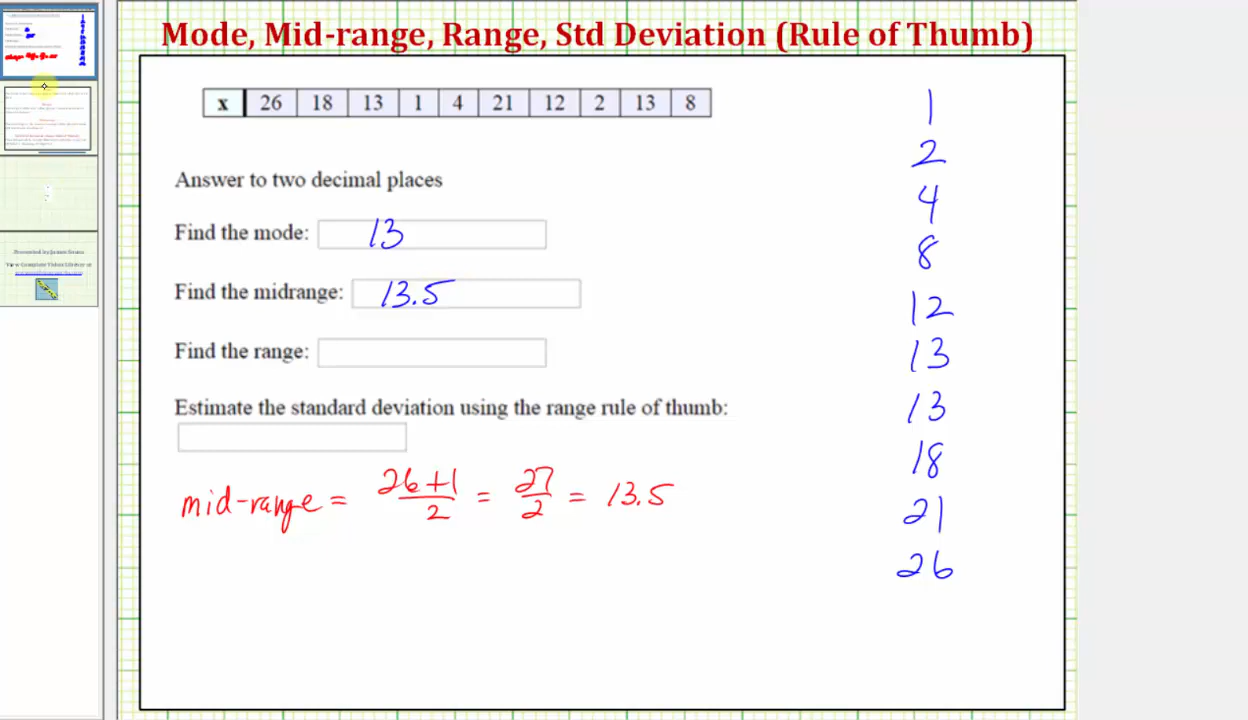 Mode, Mid-range, Range, Std Deviation (Rule of Thumb)
x 26 18 13 1 4 21 12 2 13 8
Answer to two decimal places
Find the mode: 13
Find the midrange: 13.5
Find the range:
Estimate the standard deviation using the range rule of thumb:
mid-range = 26+1/2 = 27/2 = 13.5
1
2
4
8
12
13
13
18
21
26